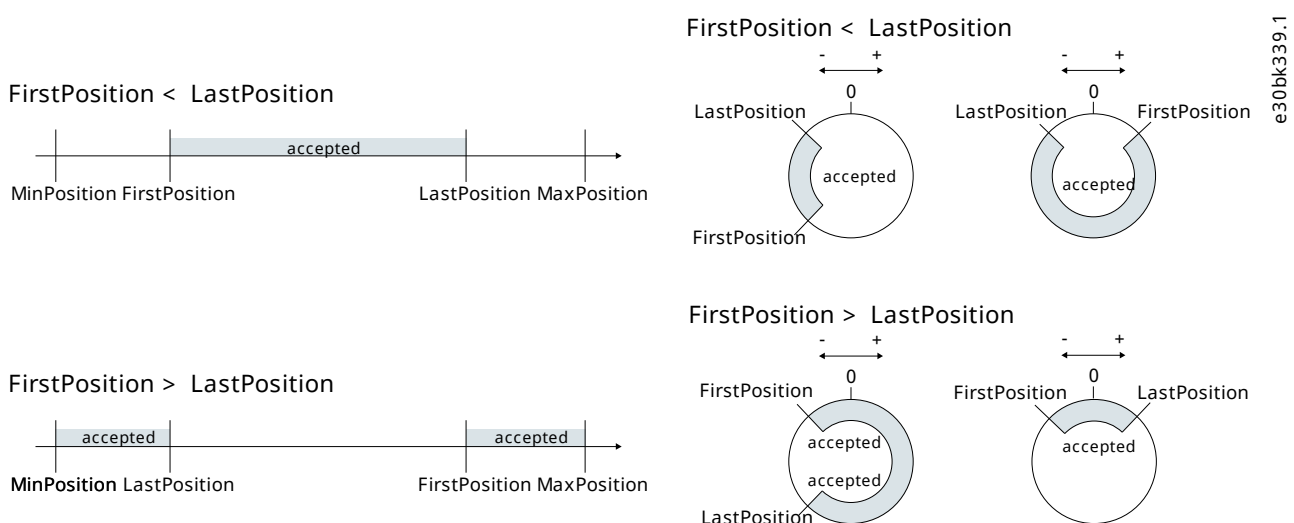 FirstPosition < LastPosition
accepted
MinPosition FirstPosition
LastPosition MaxPosition
FirstPosition > LastPosition
accepted
accepted
MinPosition LastPosition
FirstPosition MaxPosition
FirstPosition < LastPosition
- +
0
LastPosition
accepted
FirstPosition
- +
0
LastPosition
FirstPosition
accepted
FirstPosition > LastPosition
- +
0
FirstPosition
accepted
accepted
LastPosition
- +
0
FirstPosition
LastPosition
accepted
e30bk339.1